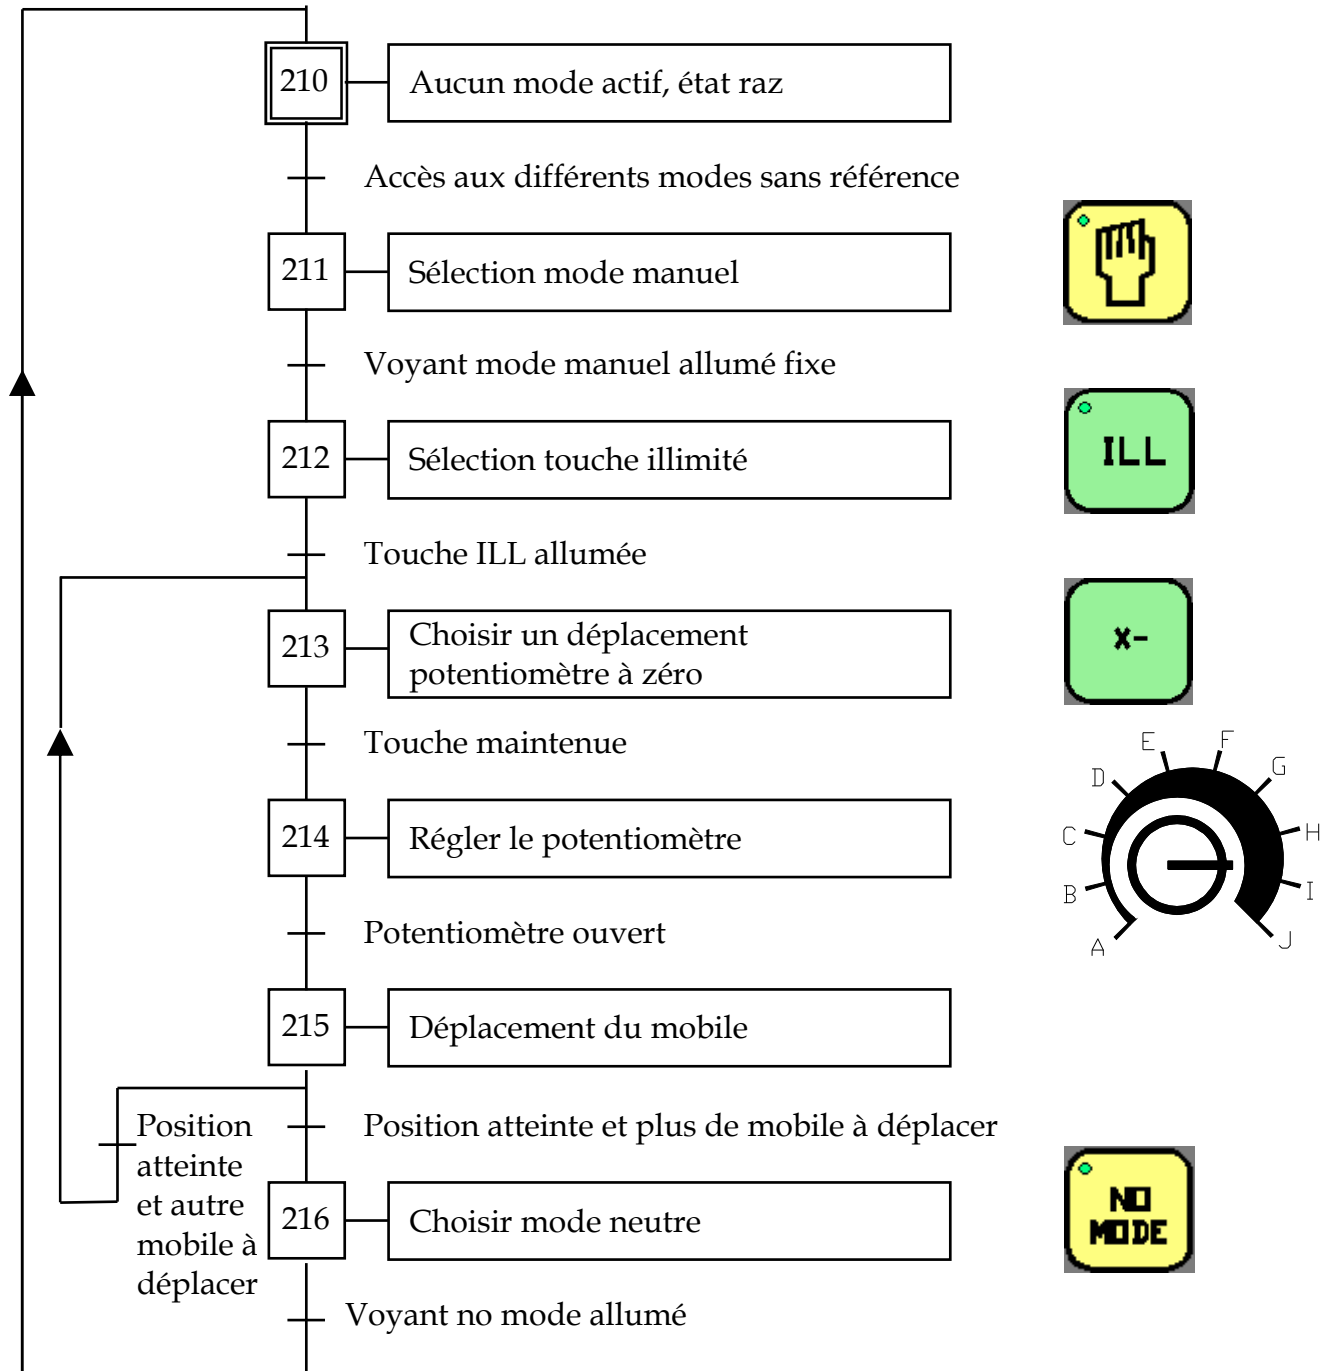 210
Aucun mode actif, état raz
Accès aux différents modes sans référence
211
Sélection mode manuel
Voyant mode manuel allumé fixe
212
Sélection touche illimité
ILL
Touche ILL allumée
213
Choisir un déplacement
potentiomètre à zéro
x-
Touche maintenue
214
Régler le potentiomètre
A
B
C
D
E
F
G
H
I
J
Potentiomètre ouvert
215
Déplacement du mobile
Position
atteinte
et autre
mobile à
déplacer
Position atteinte et plus de mobile à déplacer
216
Choisir mode neutre
NO
MODE
Voyant no mode allumé